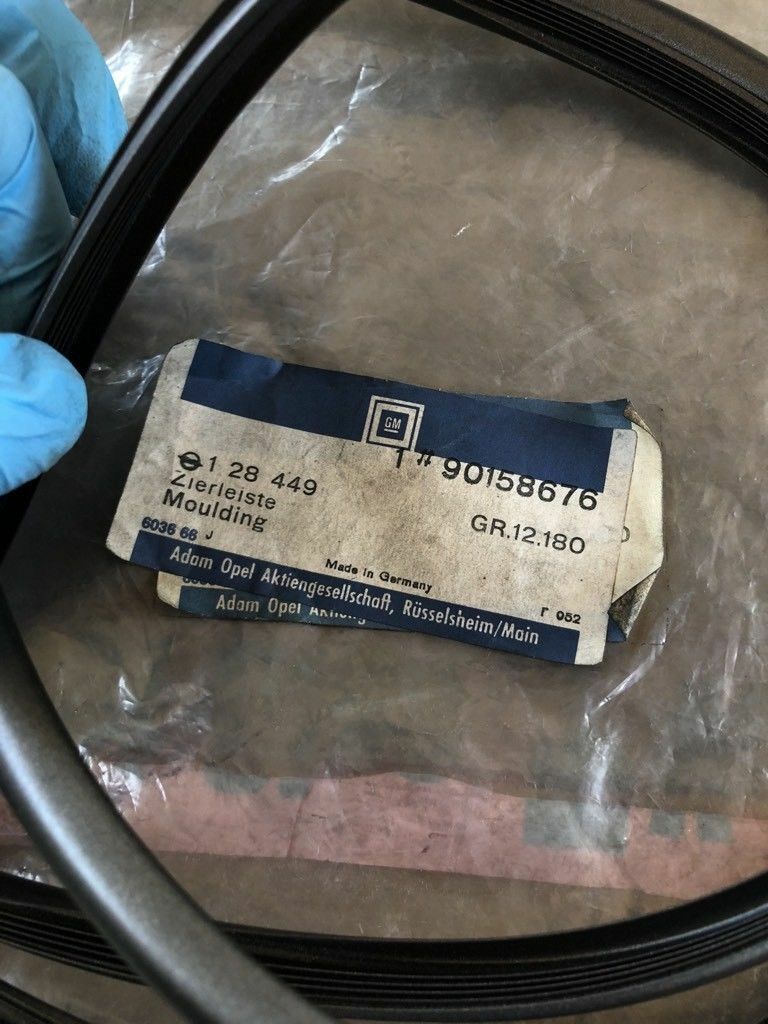 GM
1 # 90158676
1 28 449
Zierleiste
GR.12.180
Moulding
6036 66 J
Made in Germany
r 052
Adam Opel Aktiengesellschaft, Rüsselsheim/Main
Adam Opel